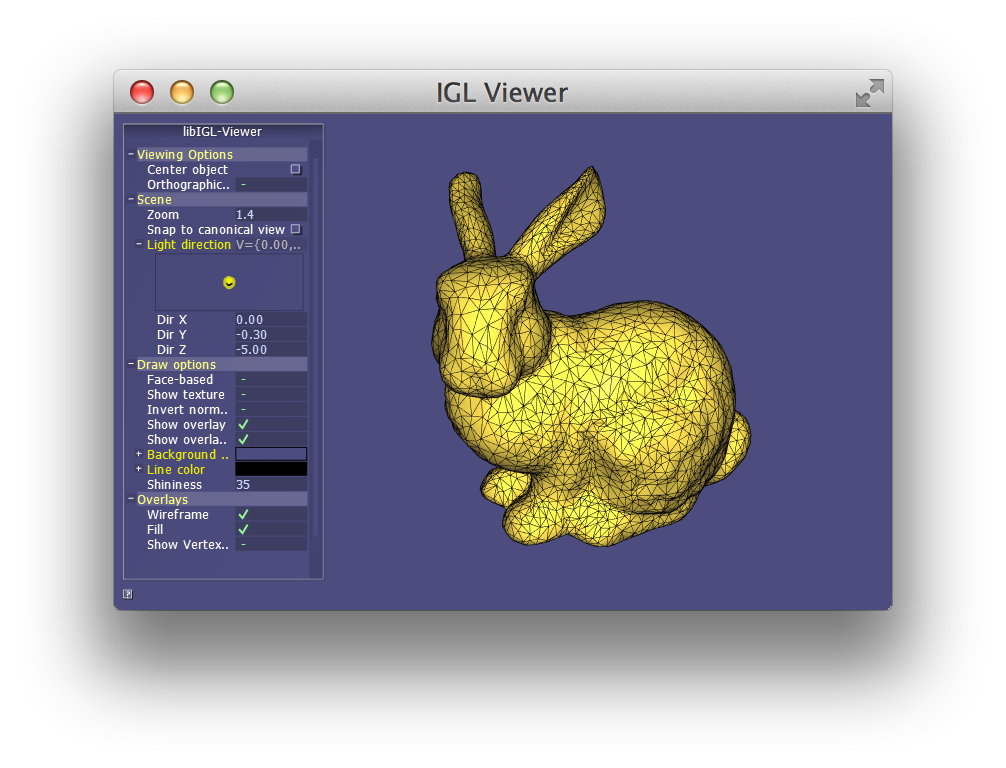 IGL Viewer
libIGL-Viewer
Viewing Options
Center object
Orthographic.. -
Scene
Zoom 1.4
Snap to canonical view
Light direction V={0.00,..
Dir X 0.00
Dir Y -0.30
Dir Z -5.00
Draw options
Face-based -
Show texture -
Invert norm.. -
Show overlay ✓
Show overla.. ✓
+ Background ..
+ Line color
Shininess 35
Overlays
Wireframe ✓
Fill ✓
Show Vertex.. -
?